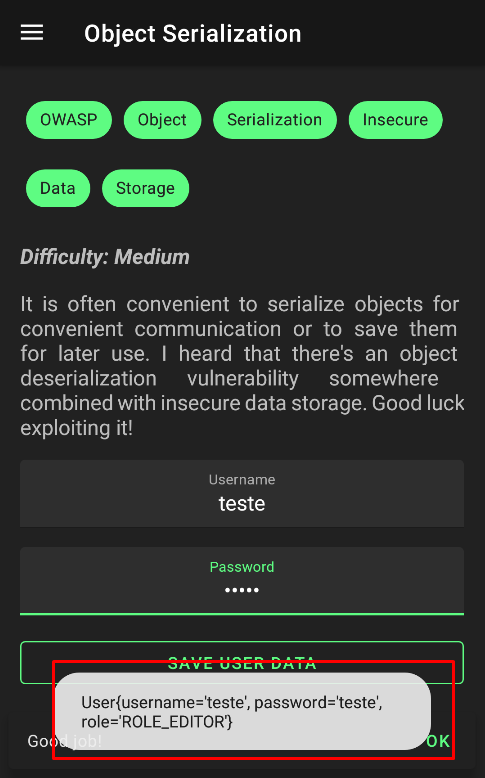 Object Serialization
OWASP Object Serialization Insecure
Data Storage
Difficulty: Medium
It is often convenient to serialize objects for
convenient communication or to save them
for later use. I heard that there's an object
deserialization vulnerability somewhere
combined with insecure data storage. Good luck
exploiting it!
Username
teste
Password
•••••
SAVE USER DATA
User{username='teste', password='teste',
role='ROLE_EDITOR'}
Good job! OK